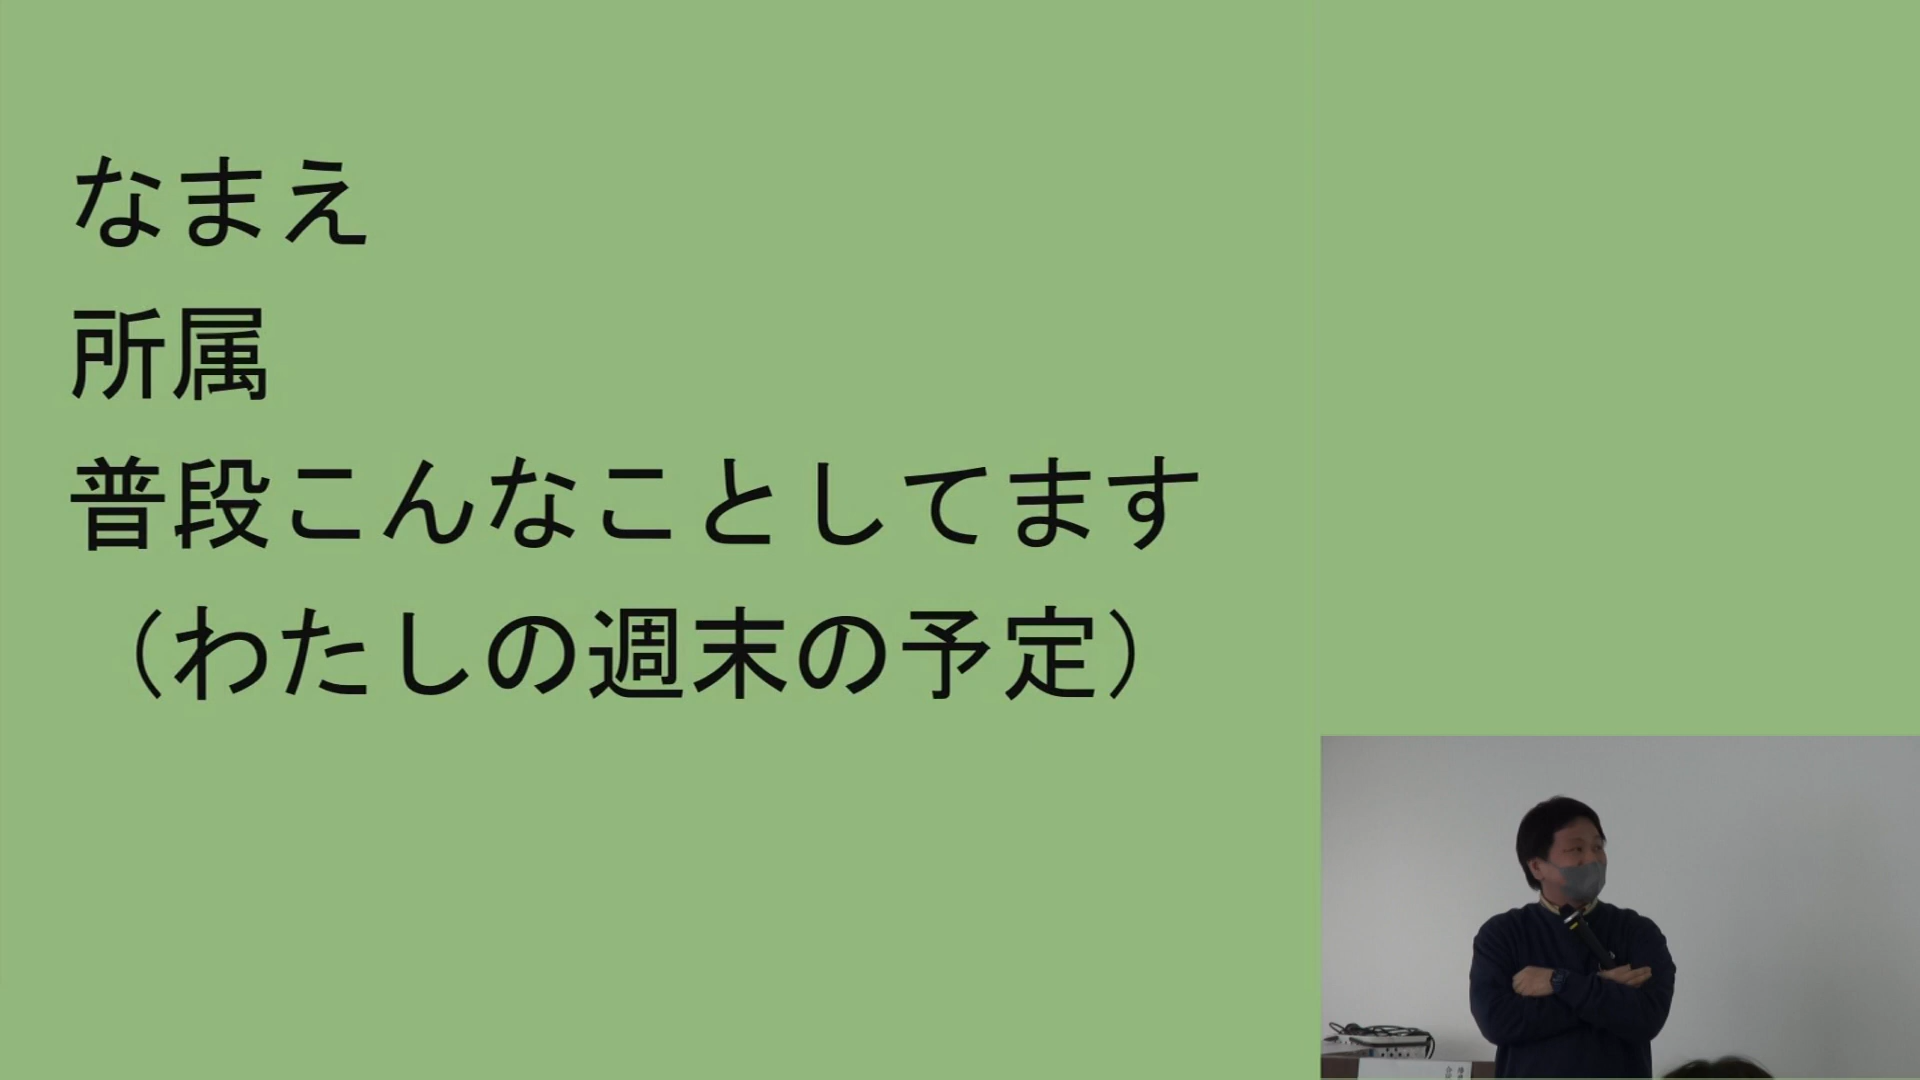 なまえ
所属
普段こんなことしてます
（わたしの週末の予定）